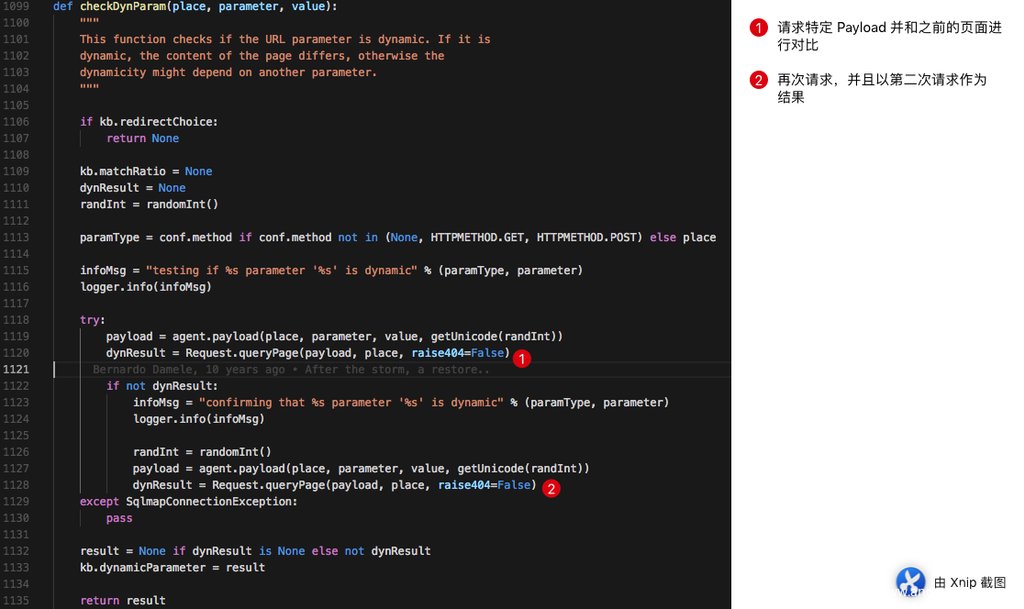 1099 def checkDynParam(place, parameter, value):
1100 """
1101 This function checks if the URL parameter is dynamic. If it is
1102 dynamic, the content of the page differs, otherwise the
1103 dynamicity might depend on another parameter.
1104 """
1105
1106 if kb.redirectChoice:
1107 return None
1108
1109 kb.matchRatio = None
1110 dynResult = None
1111 randInt = randomInt()
1112
1113 paramType = conf.method if conf.method not in (None, HTTPMETHOD.GET, HTTPMETHOD.POST) else place
1114
1115 infoMsg = "testing if %s parameter '%s' is dynamic" % (paramType, parameter)
1116 logger.info(infoMsg)
1117
1118 try:
1119 payload = agent.payload(place, parameter, value, getUnicode(randInt))
1120 dynResult = Request.queryPage(payload, place, raise404=False) 1
1121 Bernardo Damele, 10 years ago • After the storm, a restore..
1122 if not dynResult:
1123 infoMsg = "confirming that %s parameter '%s' is dynamic" % (paramType, parameter)
1124 logger.info(infoMsg)
1125
1126 randInt = randomInt()
1127 payload = agent.payload(place, parameter, value, getUnicode(randInt))
1128 dynResult = Request.queryPage(payload, place, raise404=False) 2
1129 except SqlmapConnectionException:
1130 pass
1131
1132 result = None if dynResult is None else not dynResult
1133 kb.dynamicParameter = result
1134
1135 return result
1 请求特定 Payload 并和之前的页面进
行对比
2 再次请求，并且以第二次请求作为
结果
由 Xnip 截图